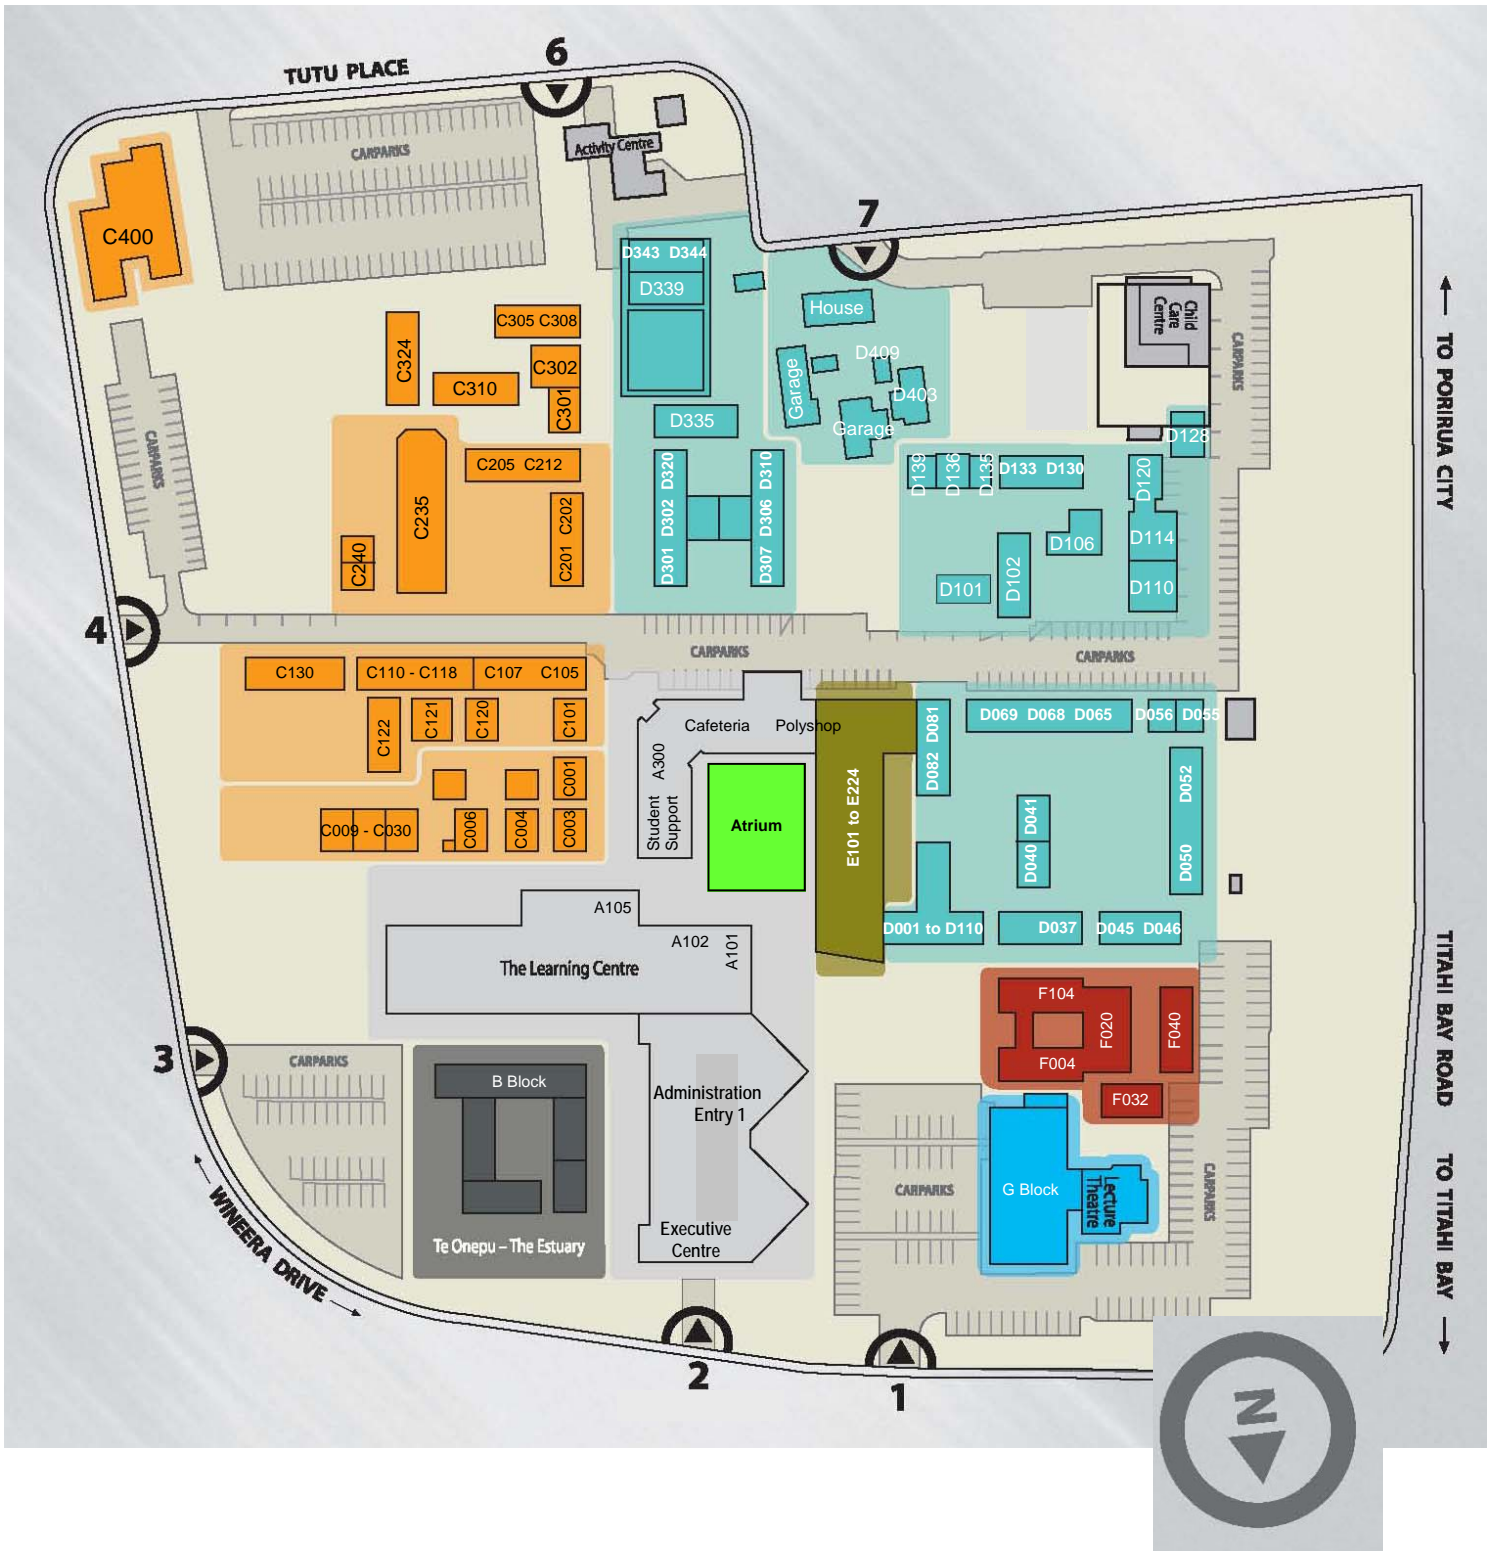 6
TUTU PLACE
CARPARKS
Activity Centre
C400
7
D343 D344
D339
House
C305 C308
C324
C302
C310
C301
D335
Garage
D409
D403
Garage
Child
Care
Centre
CARPARKS
D128
TO PORIRUA CITY
CARPARKS
C205 C212
C235
C240
C201 C202
D301 D302 D320
D307 D306 D310
D139
D136
D135
D133 D130
D120
D106
D114
D101
D102
D110
4
CARPARKS
CARPARKS
C130
C110 - C118
C107
C105
C122
C121
C120
C101
Cafeteria
Polyshop
A300
Student
Support
Atrium
E101 to E224
D082 D081
D069 D068 D065
D056
D055
D052
D050
D041
D040
C001
C009 - C030
C006
C004
C003
A105
A102
A101
The Learning Centre
D001 to D110
D037
D045 D046
TITAHI BAY ROAD
F104
F020
F040
F004
F032
3
CARPARKS
B Block
Te Onepu – The Estuary
Administration
Entry 1
Executive
Centre
CARPARKS
G Block
Lecture
Theatre
CARPARKS
TO TITAHI BAY
WINEERA DRIVE
2
1
N